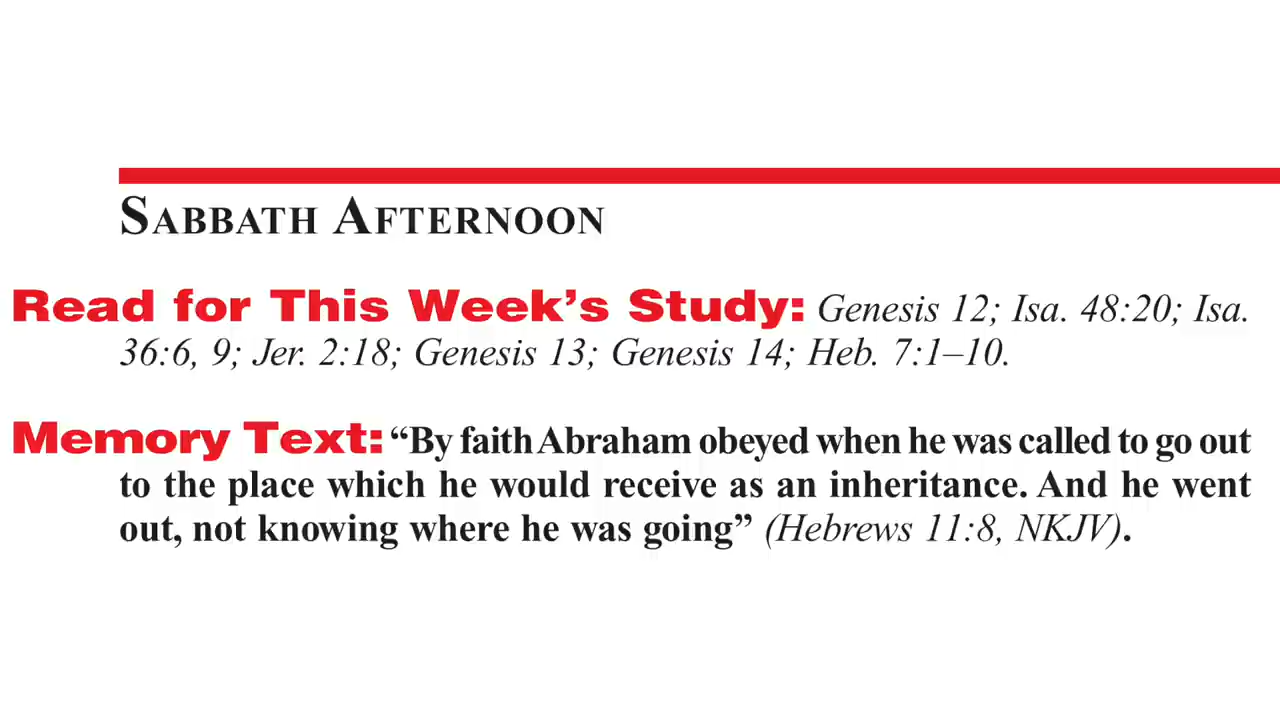 SABBATH AFTERNOON
Read for This Week’s Study: Genesis 12; Isa. 48:20; Isa.
36:6, 9; Jer. 2:18; Genesis 13; Genesis 14; Heb. 7:1–10.
Memory Text: “By faith Abraham obeyed when he was called to go out
to the place which he would receive as an inheritance. And he went
out, not knowing where he was going” (Hebrews 11:8, NKJV).